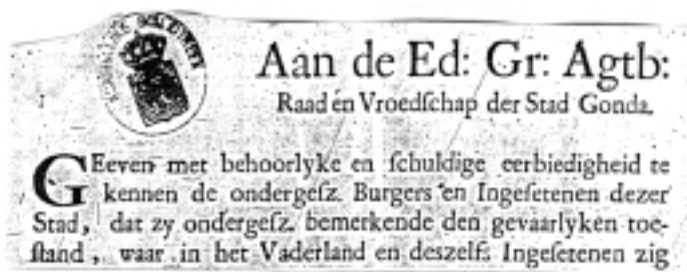 Aan de Ed: Gr: Agtb:
Raad en Vroedſchap der Stad Gouda.
GEeven met behoorlyke en ſchuldige eerbiedigheid te
kennen de ondergeſz. Burgers en Ingeſetenen dezer
Stad, dat zy ondergeſz. bemerkende den gevaarlyken toe-
ſtand, waar in het Vaderland en deszelfs Ingeſetenen zig